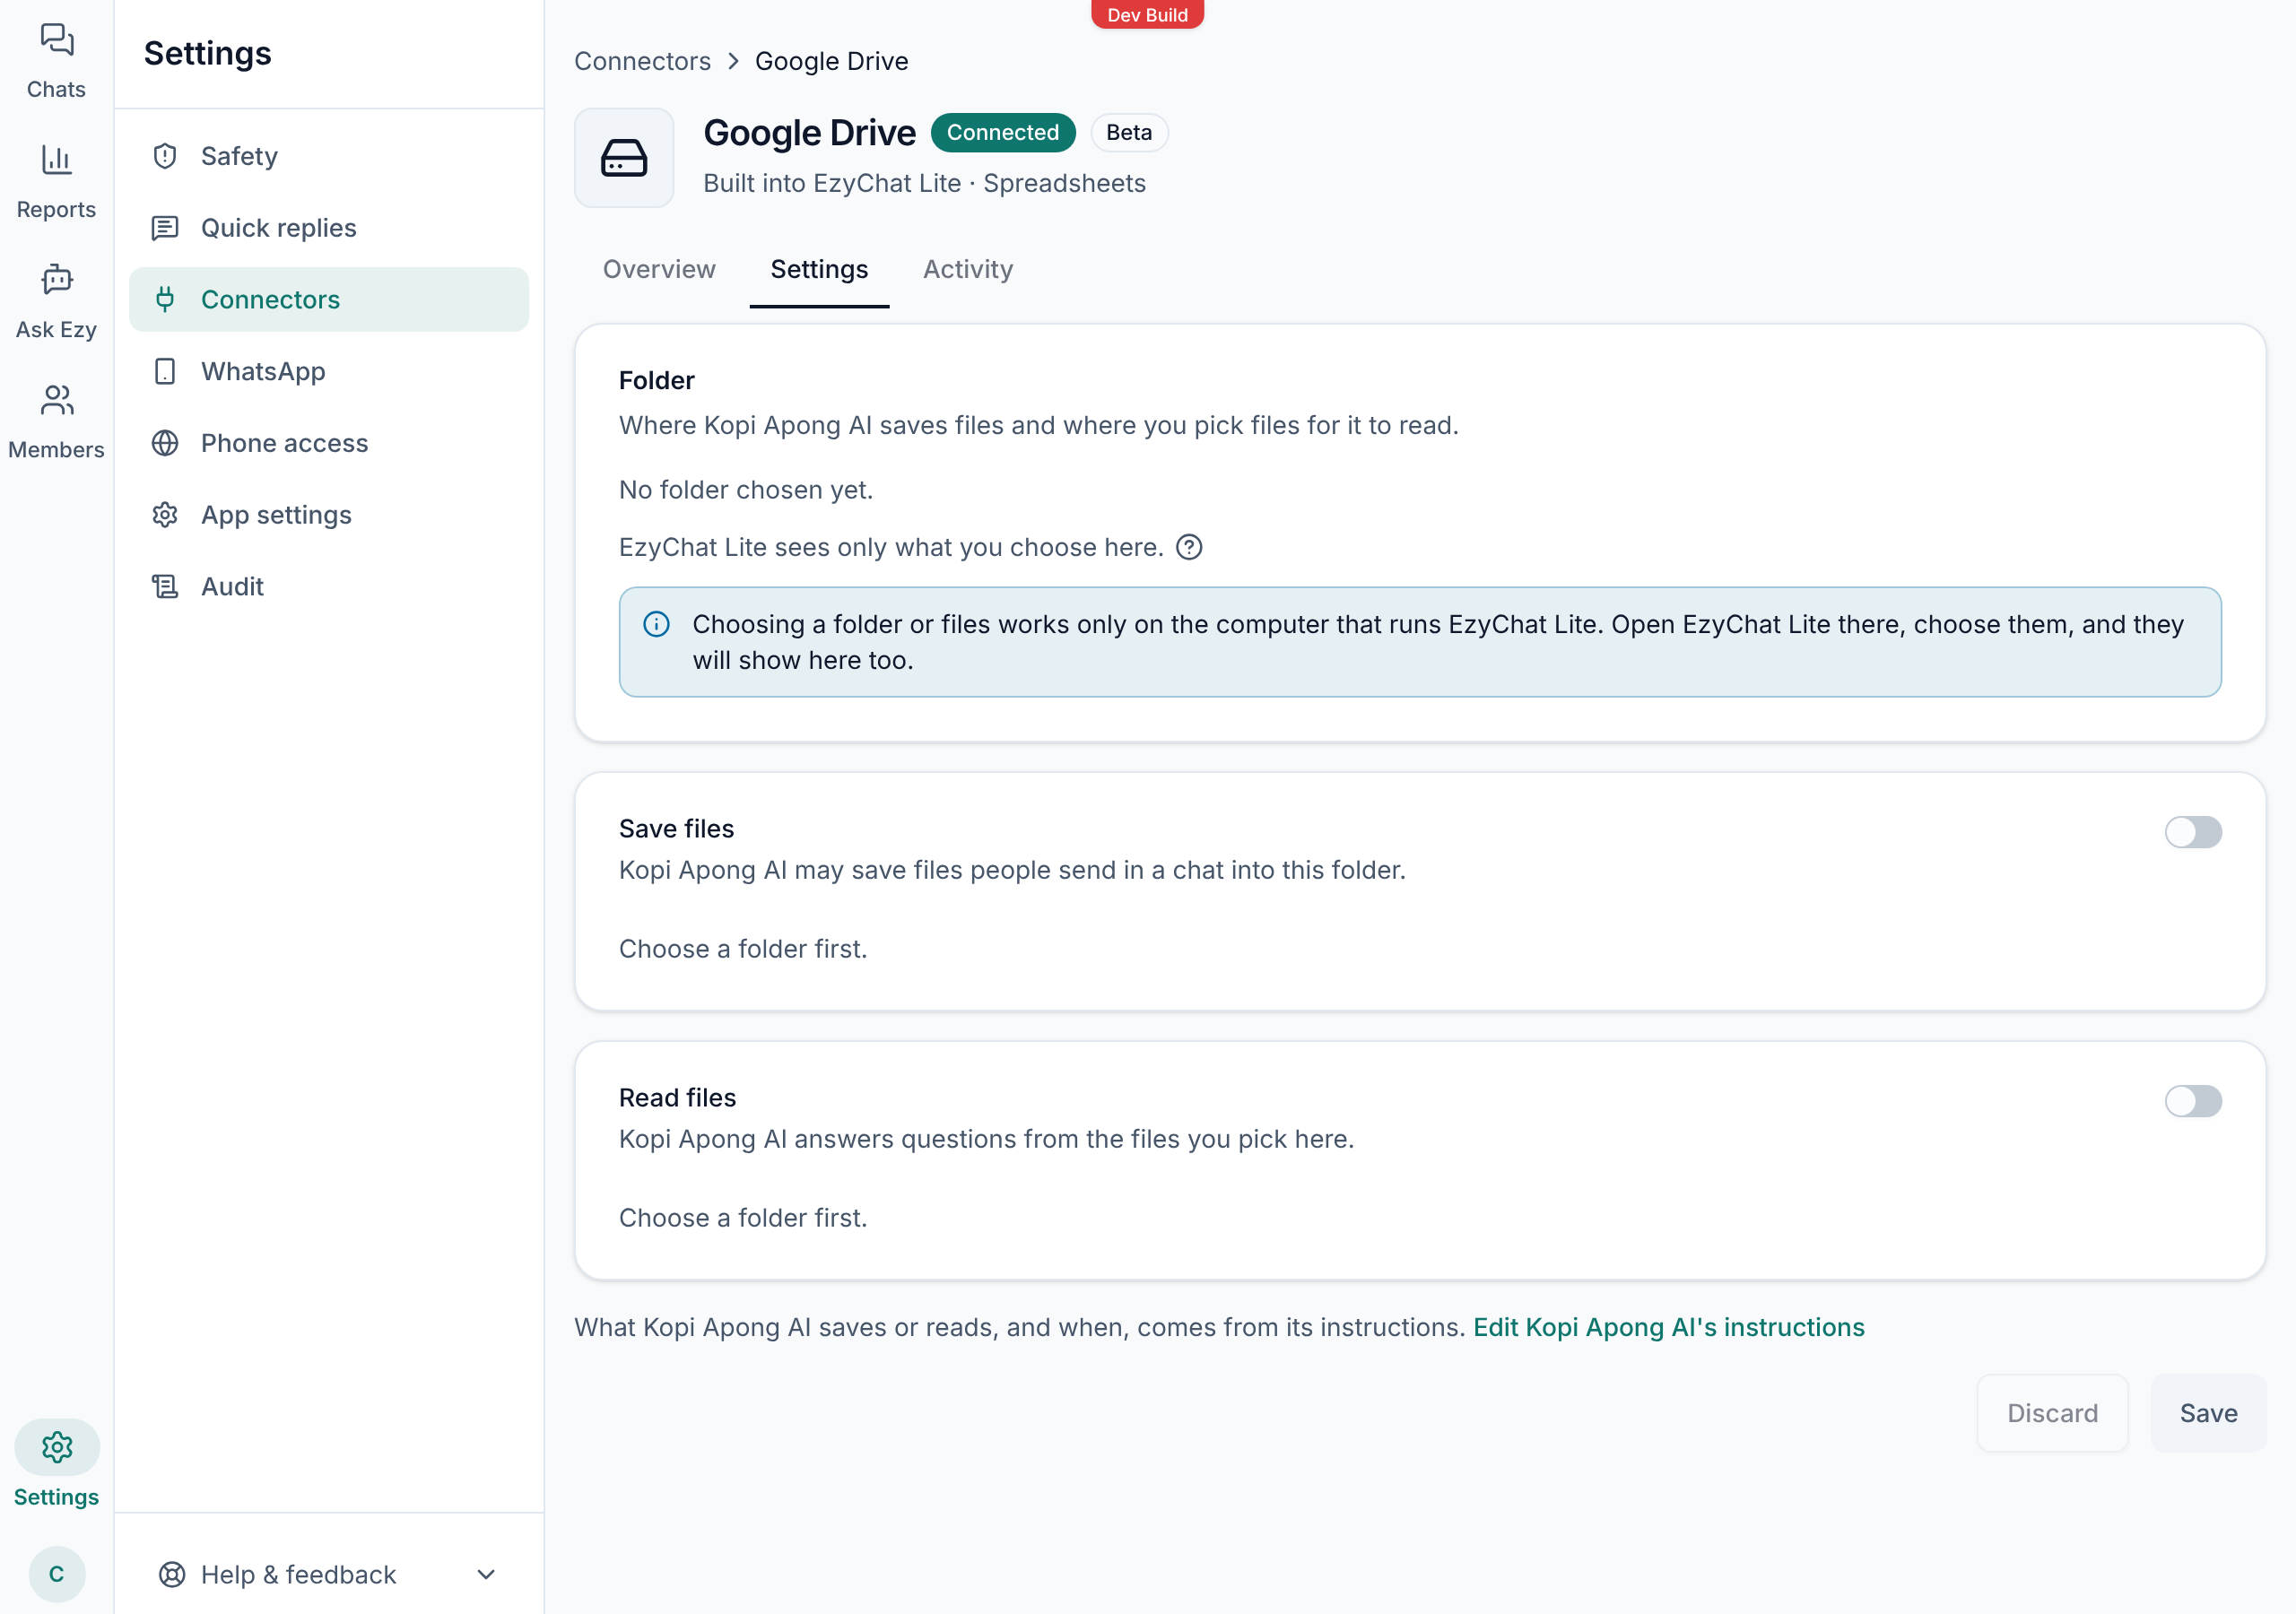 Dev Build
Chats
Reports
Ask Ezy
Members
Settings
C
Settings
Safety
Quick replies
Connectors
WhatsApp
Phone access
App settings
Audit
Help & feedback
Connectors > Google Drive
Google Drive Connected Beta
Built into EzyChat Lite · Spreadsheets
Overview Settings Activity
Folder
Where Kopi Apong AI saves files and where you pick files for it to read.
No folder chosen yet.
EzyChat Lite sees only what you choose here.
Choosing a folder or files works only on the computer that runs EzyChat Lite. Open EzyChat Lite there, choose them, and they
will show here too.
Save files
Kopi Apong AI may save files people send in a chat into this folder.
Choose a folder first.
Read files
Kopi Apong AI answers questions from the files you pick here.
Choose a folder first.
What Kopi Apong AI saves or reads, and when, comes from its instructions. Edit Kopi Apong AI's instructions
Discard Save